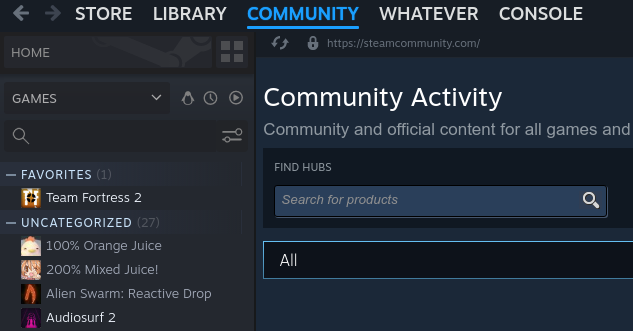 STORE LIBRARY COMMUNITY WHATEVER CONSOLE
HOME
https://steamcommunity.com/
GAMES
Community Activity
Community and official content for all games and
FIND HUBS
Search for products
All
FAVORITES (1)
Team Fortress 2
UNCATEGORIZED (27)
100% Orange Juice
200% Mixed Juice!
Alien Swarm: Reactive Drop
Audiosurf 2